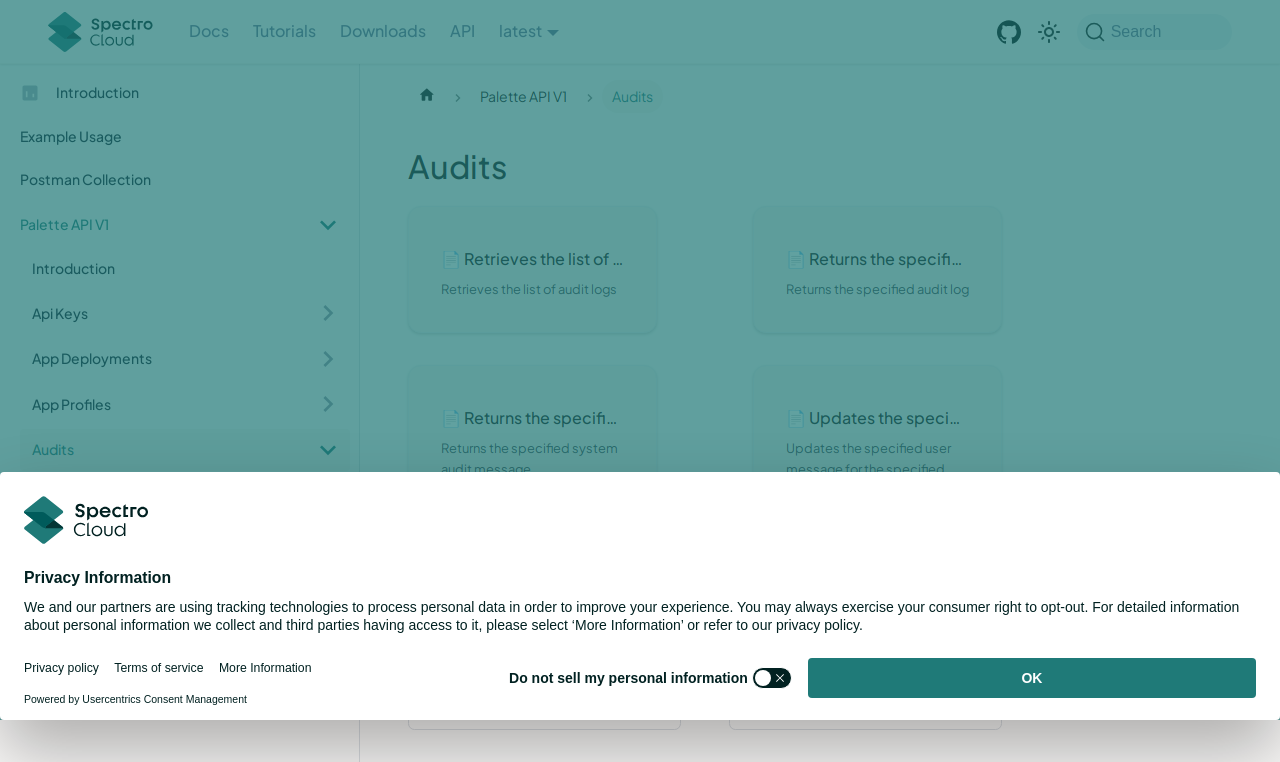 Spectro Cloud
Docs
Tutorials
Downloads
API
latest
Search
Introduction
Example Usage
Postman Collection
Palette API V1
Introduction
Api Keys
App Deployments
App Profiles
Audits
Palette API V1
Audits
Audits
Retrieves the list of ...
Retrieves the list of audit logs
Returns the specifi...
Returns the specified audit log
Returns the specifi...
Returns the specified system
audit message
Updates the speci...
Updates the specified user
message for the specified
Spectro
Cloud
Privacy Information
We and our partners are using tracking technologies to process personal data in order to improve your experience. You may always exercise your consumer right to opt-out. For detailed information
about personal information we collect and third parties having access to it, please select ‘More Information’ or refer to our privacy policy.
Privacy policy
Terms of service
More Information
Do not sell my personal information
OK
Powered by Usercentrics Consent Management